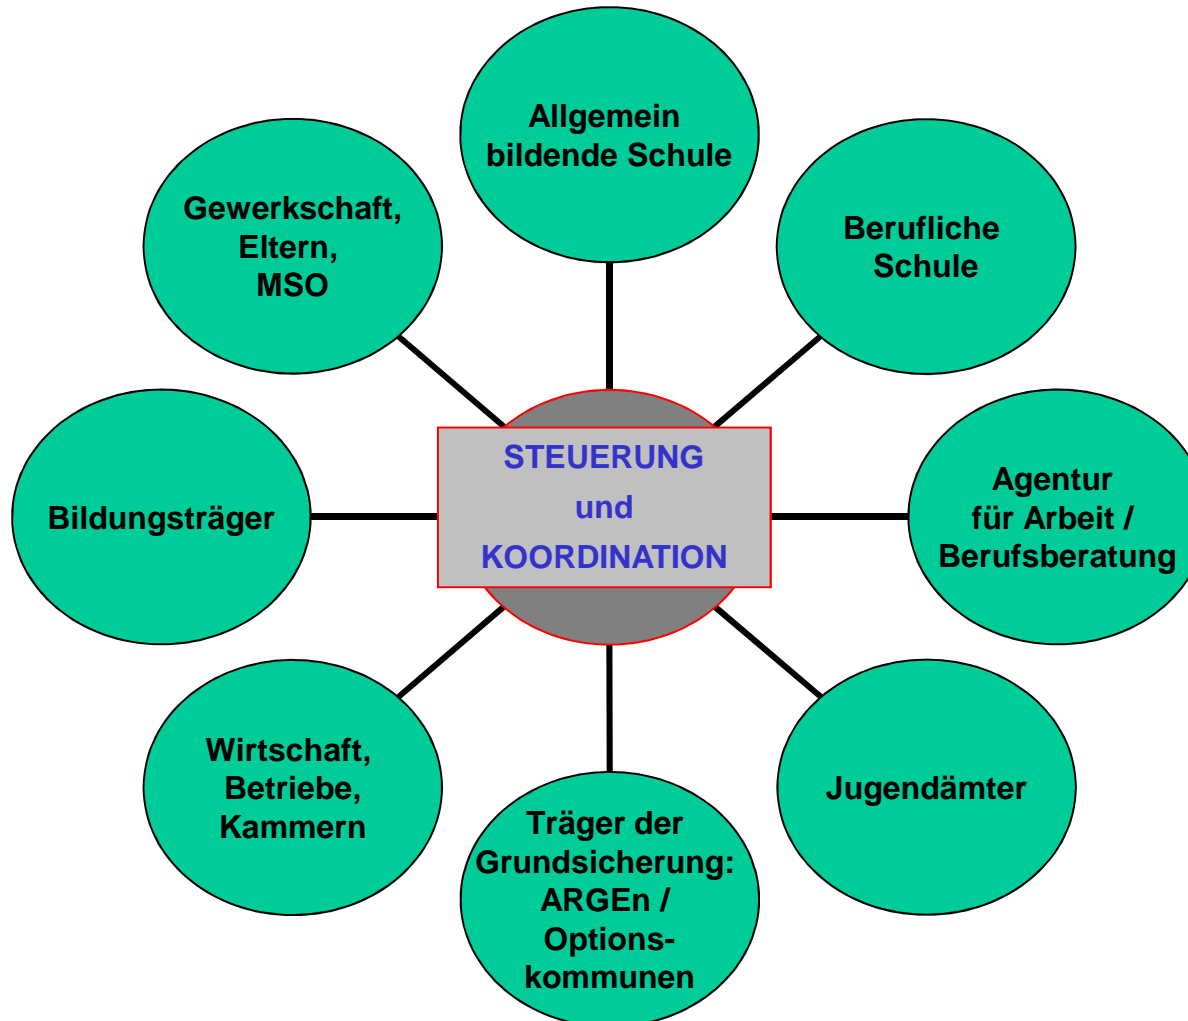 Allgemein
bildende Schule
Gewerkschaft,
Eltern,
MSO
Berufliche
Schule
STEUERUNG
und
KOORDINATION
Bildungsträger
Agentur
für Arbeit /
Berufsberatung
Wirtschaft,
Betriebe,
Kammern
Jugendämter
Träger der
Grundsicherung:
ARGEn /
Options-
kommunen